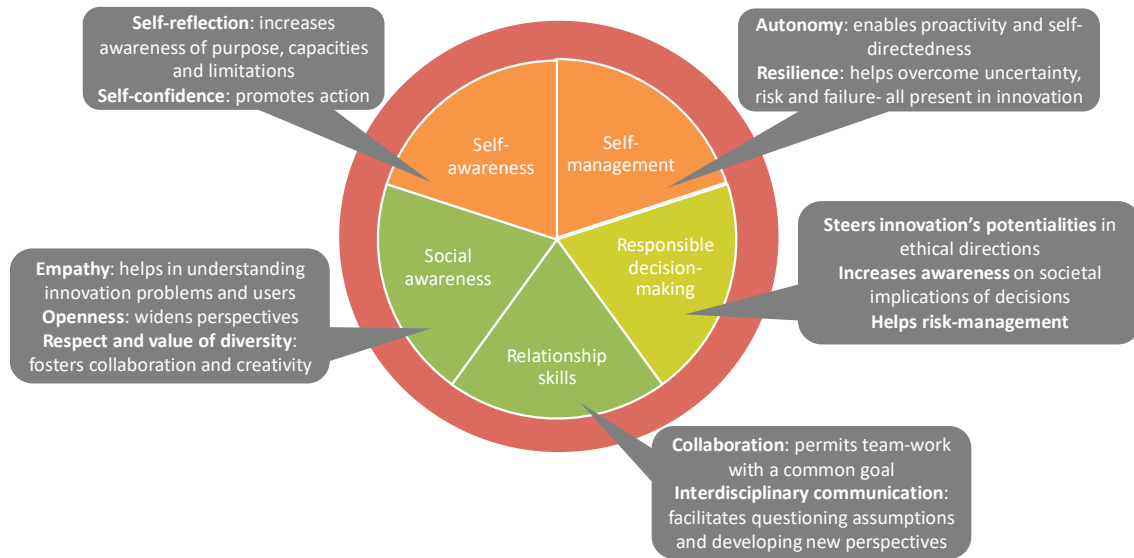 Self-reflection: increases
awareness of purpose, capacities
and limitations
Self-confidence: promotes action
Autonomy: enables proactivity and self-
directedness
Resilience: helps overcome uncertainty,
risk and failure- all present in innovation
Self-
awareness
Self-
management
Social
awareness
Responsible
decision-
making
Relationship
skills
Empathy: helps in understanding
innovation problems and users
Openness: widens perspectives
Respect and value of diversity:
fosters collaboration and creativity
Steers innovation's potentialities in
ethical directions
Increases awareness on societal
implications of decisions
Helps risk-management
Collaboration: permits team-work
with a common goal
Interdisciplinary communication:
facilitates questioning assumptions
and developing new perspectives